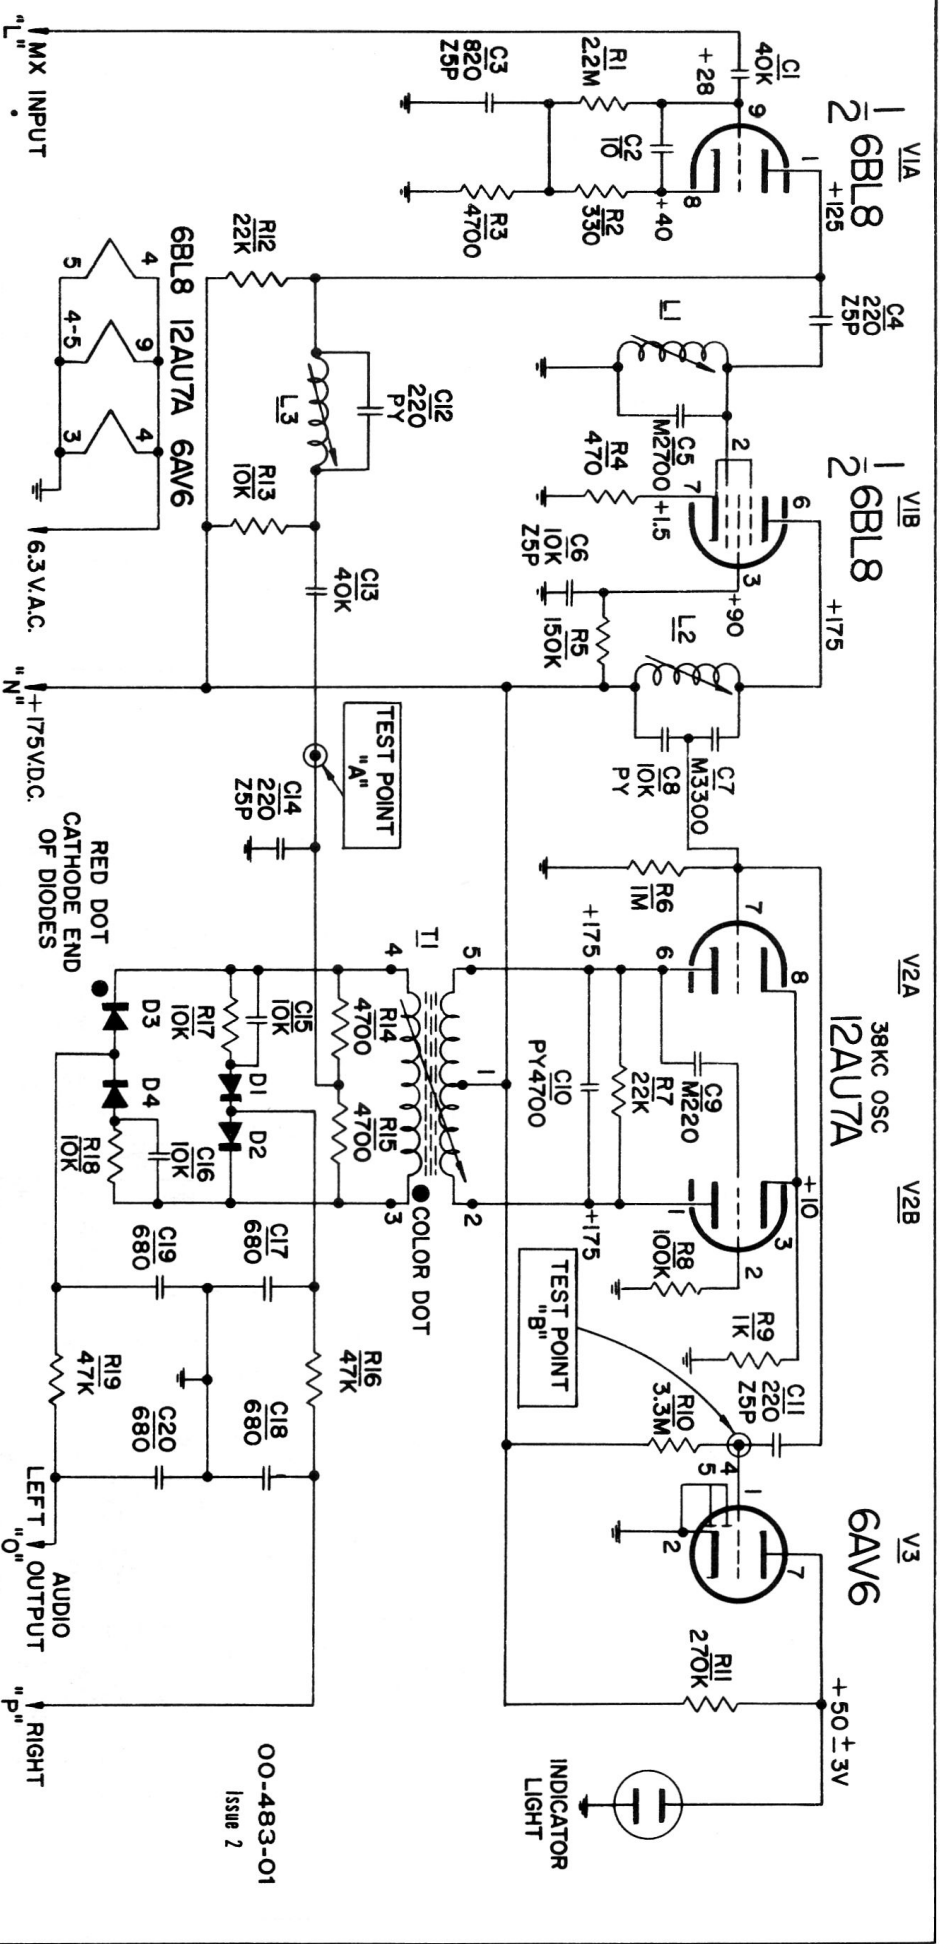 V1A
1/2 6BL8
V1B
1/2 6BL8
V2A
38KC OSC
12AU7A
V2B
V3
6AV6
C1
40K
+28
9
1
+125
8
+40
R1
2.2M
C2
10
R2
330
C3
820
Z5P
R3
4700
C4
220
Z5P
L1
C5
M2700
2
7
6
3
R4
470
+1.5
+90
+175
C6
10K
Z5P
R5
150K
L2
C7
M3300
C8
10K
PY
R6
1M
7
8
6
+175
C9
M220
R7
22K
C10
PY4700
+10
3
2
1
+175
R8
100K
R9
1K
C11
220
Z5P
R10
3.3M
TEST POINT
"B"
4
5
1
2
7
R11
270K
+50±3V
INDICATOR
LIGHT
T1
5
1
2
4
3
COLOR DOT
R12
22K
C12
220
PY
L3
R13
10K
C13
40K
TEST POINT
"A"
C14
220
Z5P
R14
4700
R15
4700
C15
10K
R17
10K
D1
D2
D3
D4
C16
10K
R18
10K
RED DOT
CATHODE END
OF DIODES
C17
680
C19
680
R16
47K
R19
47K
C18
680
C20
680
6BL8 12AU7A 6AV6
4 9 4
5 4-5 3
"L" MX INPUT
6.3 V.A.C.
"N" +175V.D.C.
AUDIO
LEFT "O" OUTPUT "P" RIGHT
00-483-01
Issue 2